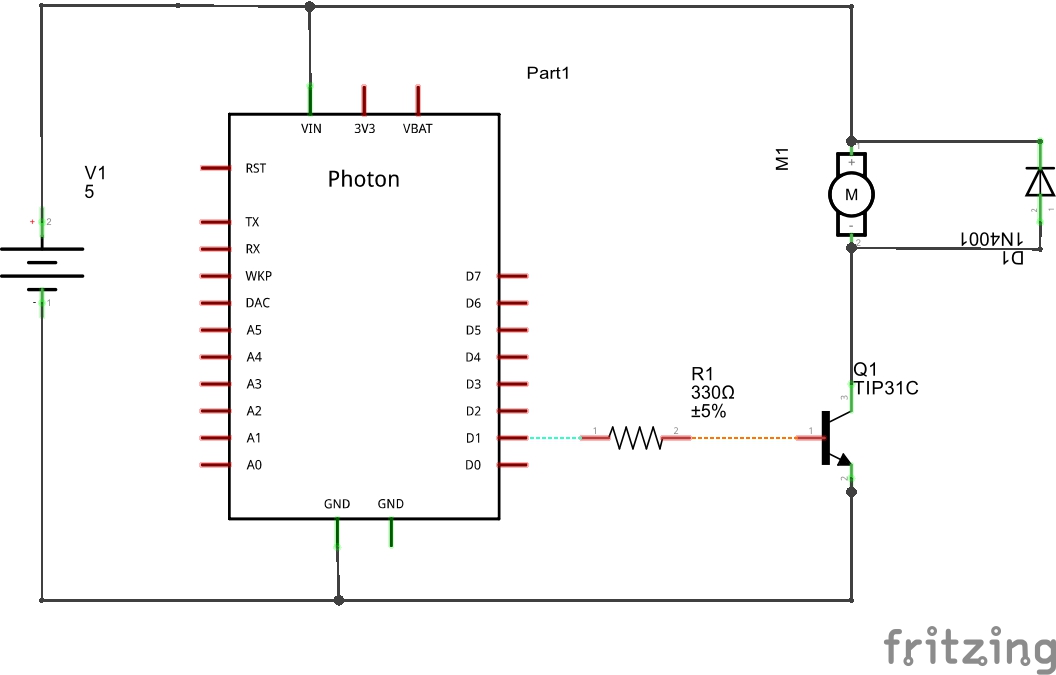 Part1
VIN 3V3 VBAT
Photon
V1
5
+ 2
- 1
RST
TX
RX
WKP
DAC
A5
A4
A3
A2
A1
A0
D7
D6
D5
D4
D3
D2
D1
D0
GND GND
M1
1
+
M
-
2
2 1
1N4001
D1
R1
330Ω
±5%
1 2
Q1
TIP31C
3
1
2
fritzing